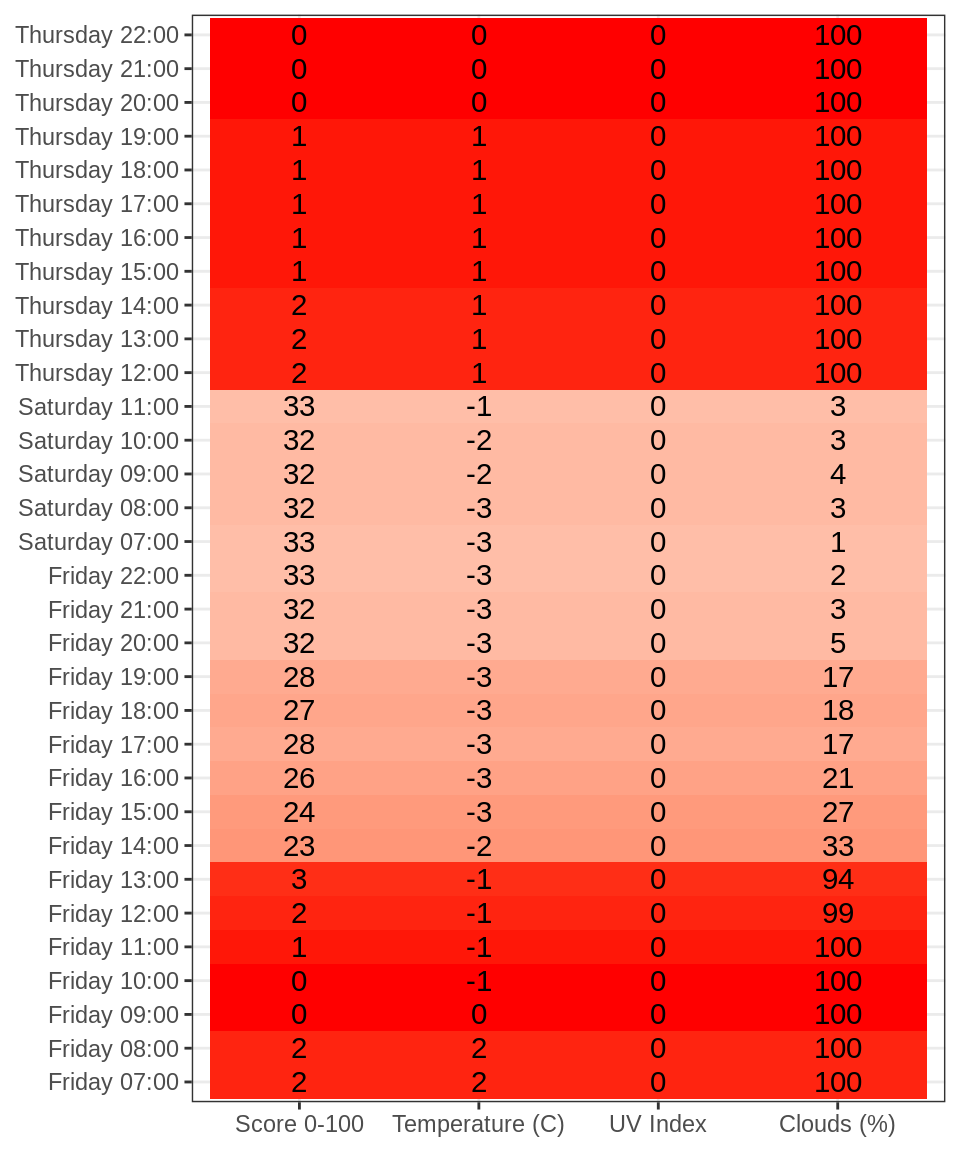 Thursday 22:00 0 0 0 100
Thursday 21:00 0 0 0 100
Thursday 20:00 0 0 0 100
Thursday 19:00 1 1 0 100
Thursday 18:00 1 1 0 100
Thursday 17:00 1 1 0 100
Thursday 16:00 1 1 0 100
Thursday 15:00 1 1 0 100
Thursday 14:00 2 1 0 100
Thursday 13:00 2 1 0 100
Thursday 12:00 2 1 0 100
Saturday 11:00 33 -1 0 3
Saturday 10:00 32 -2 0 3
Saturday 09:00 32 -2 0 4
Saturday 08:00 32 -3 0 3
Saturday 07:00 33 -3 0 1
Friday 22:00 33 -3 0 2
Friday 21:00 32 -3 0 3
Friday 20:00 32 -3 0 5
Friday 19:00 28 -3 0 17
Friday 18:00 27 -3 0 18
Friday 17:00 28 -3 0 17
Friday 16:00 26 -3 0 21
Friday 15:00 24 -3 0 27
Friday 14:00 23 -2 0 33
Friday 13:00 3 -1 0 94
Friday 12:00 2 -1 0 99
Friday 11:00 1 -1 0 100
Friday 10:00 0 -1 0 100
Friday 09:00 0 0 0 100
Friday 08:00 2 2 0 100
Friday 07:00 2 2 0 100
Score 0-100 Temperature (C) UV Index Clouds (%)